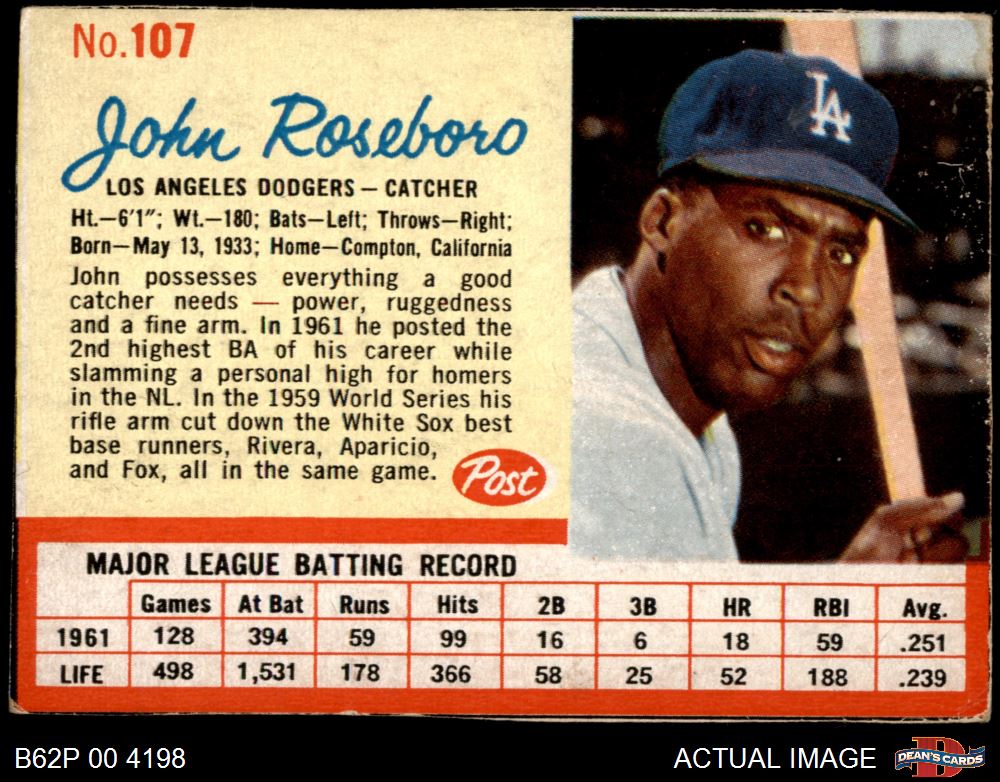 No.107
John Roseboro
LOS ANGELES DODGERS – CATCHER
Ht.–6'1"; Wt.–180; Bats–Left; Throws–Right;
Born–May 13, 1933; Home–Compton, California
John possesses everything a good
catcher needs — power, ruggedness
and a fine arm. In 1961 he posted the
2nd highest BA of his career while
slamming a personal high for homers
in the NL. In the 1959 World Series his
rifle arm cut down the White Sox best
base runners, Rivera, Aparicio,
and Fox, all in the same game.
Post
LA
MAJOR LEAGUE BATTING RECORD
Games At Bat Runs Hits 2B 3B HR RBI Avg.
1961 128 394 59 99 16 6 18 59 .251
LIFE 498 1,531 178 366 58 25 52 188 .239
B62P 00 4198
ACTUAL IMAGE
D
DEAN'S CARDS